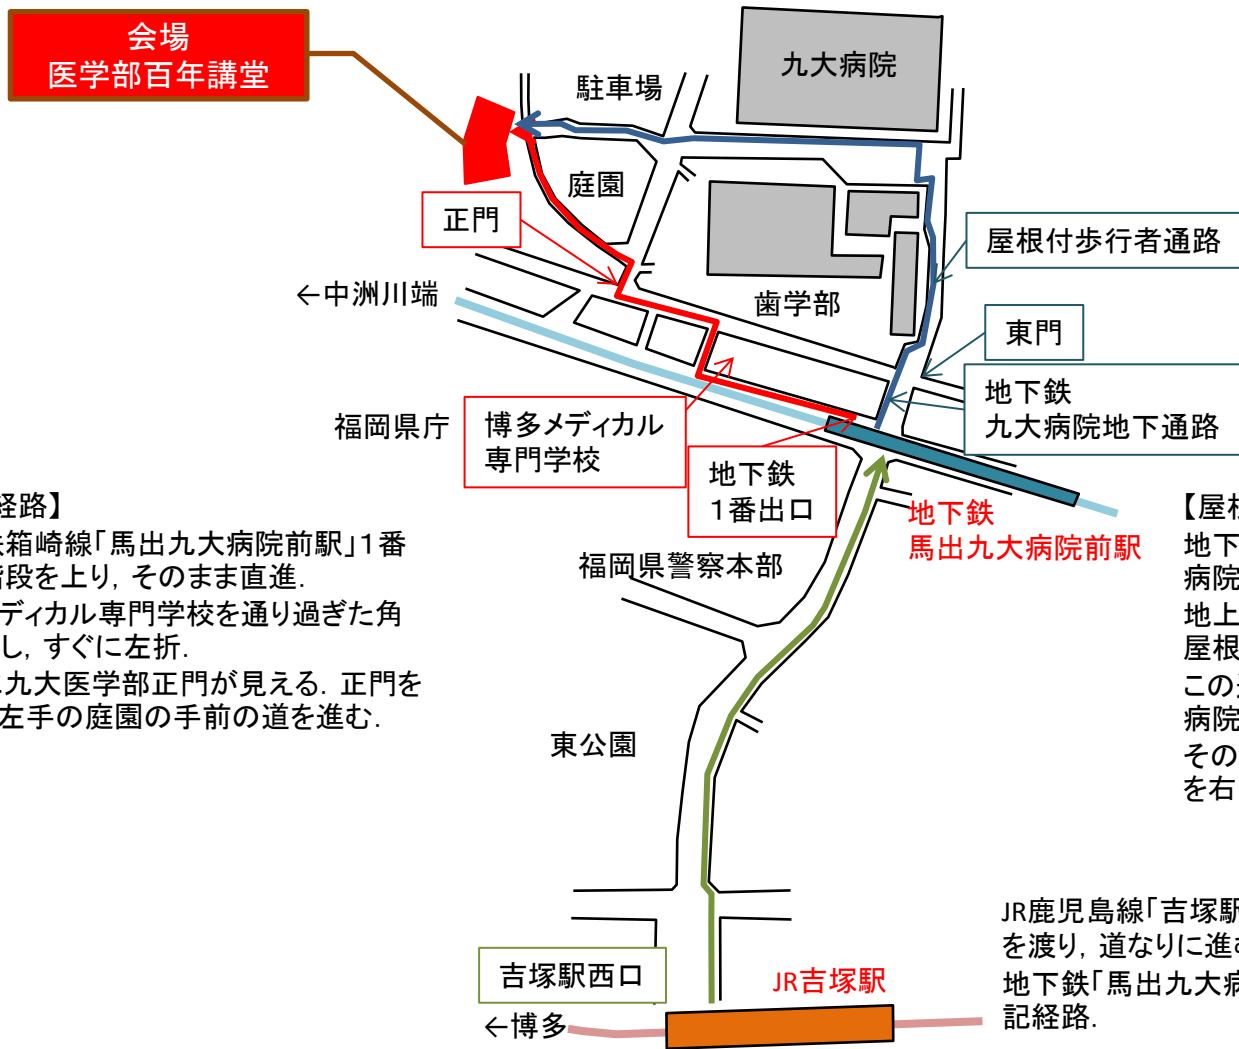 会場
医学部百年講堂
九大病院
駐車場
庭園
正門
屋根付歩行者通路
←中洲川端
歯学部
東門
地下鉄
九大病院地下通路
福岡県庁
博多メディカル
専門学校
地下鉄
1番出口
地下鉄
馬出九大病院前駅
経路】
箱崎線「馬出九大病院前駅」1番
階段を上り, そのまま直進.
ディカル専門学校を通り過ぎた角
し, すぐに左折.
九大医学部正門が見える. 正門を
左手の庭園の手前の道を進む.
福岡県警察本部
【屋根
地下
病院
地上
屋根
この
病院
その
を右
東公園
JR鹿児島線「吉塚駅
を渡り, 道なりに進
地下鉄「馬出九大病
記経路.
吉塚駅西口
JR吉塚駅
←博多